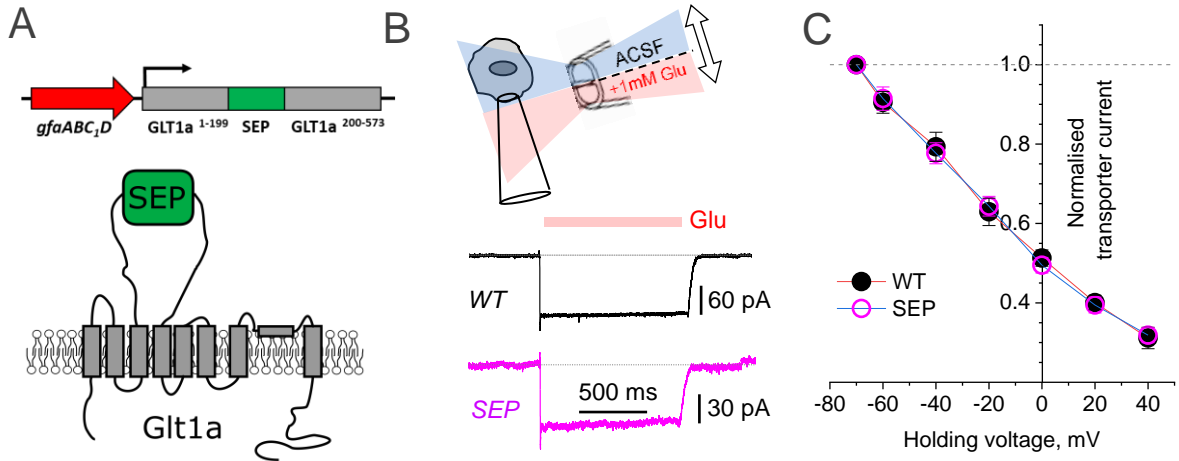 A
gfaABC₁D
GLT1a ¹⁻¹⁹⁹ SEP GLT1a ²⁰⁰⁻⁵⁷³
SEP
Glt1a
B
ACSF
+1mM Glu
Glu
WT
60 pA
SEP
500 ms
30 pA
C
1.0
0.8
0.6
0.4
Normalised
transporter current
WT
SEP
-80 -60 -40 -20 0 20 40
Holding voltage, mV